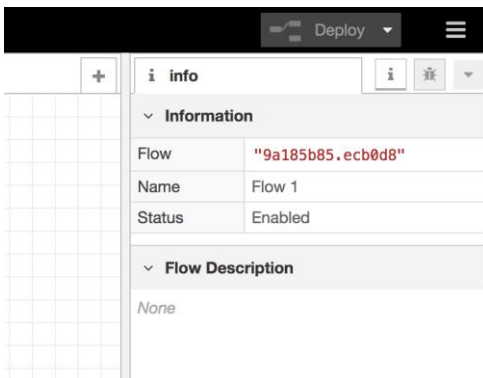 Deploy
+
i info
i
Information
Flow "9a185b85.ecb0d8"
Name Flow 1
Status Enabled
Flow Description
None